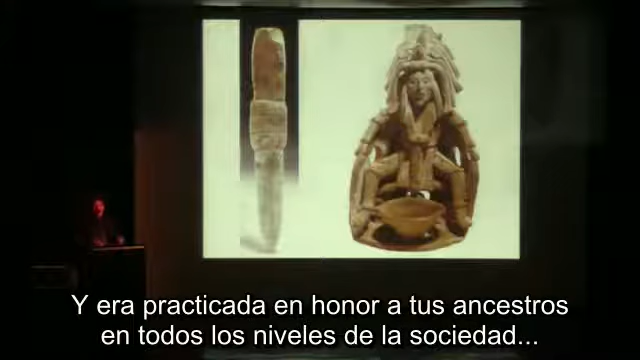 Y era practicada en honor a tus ancestros
en todos los niveles de la sociedad...